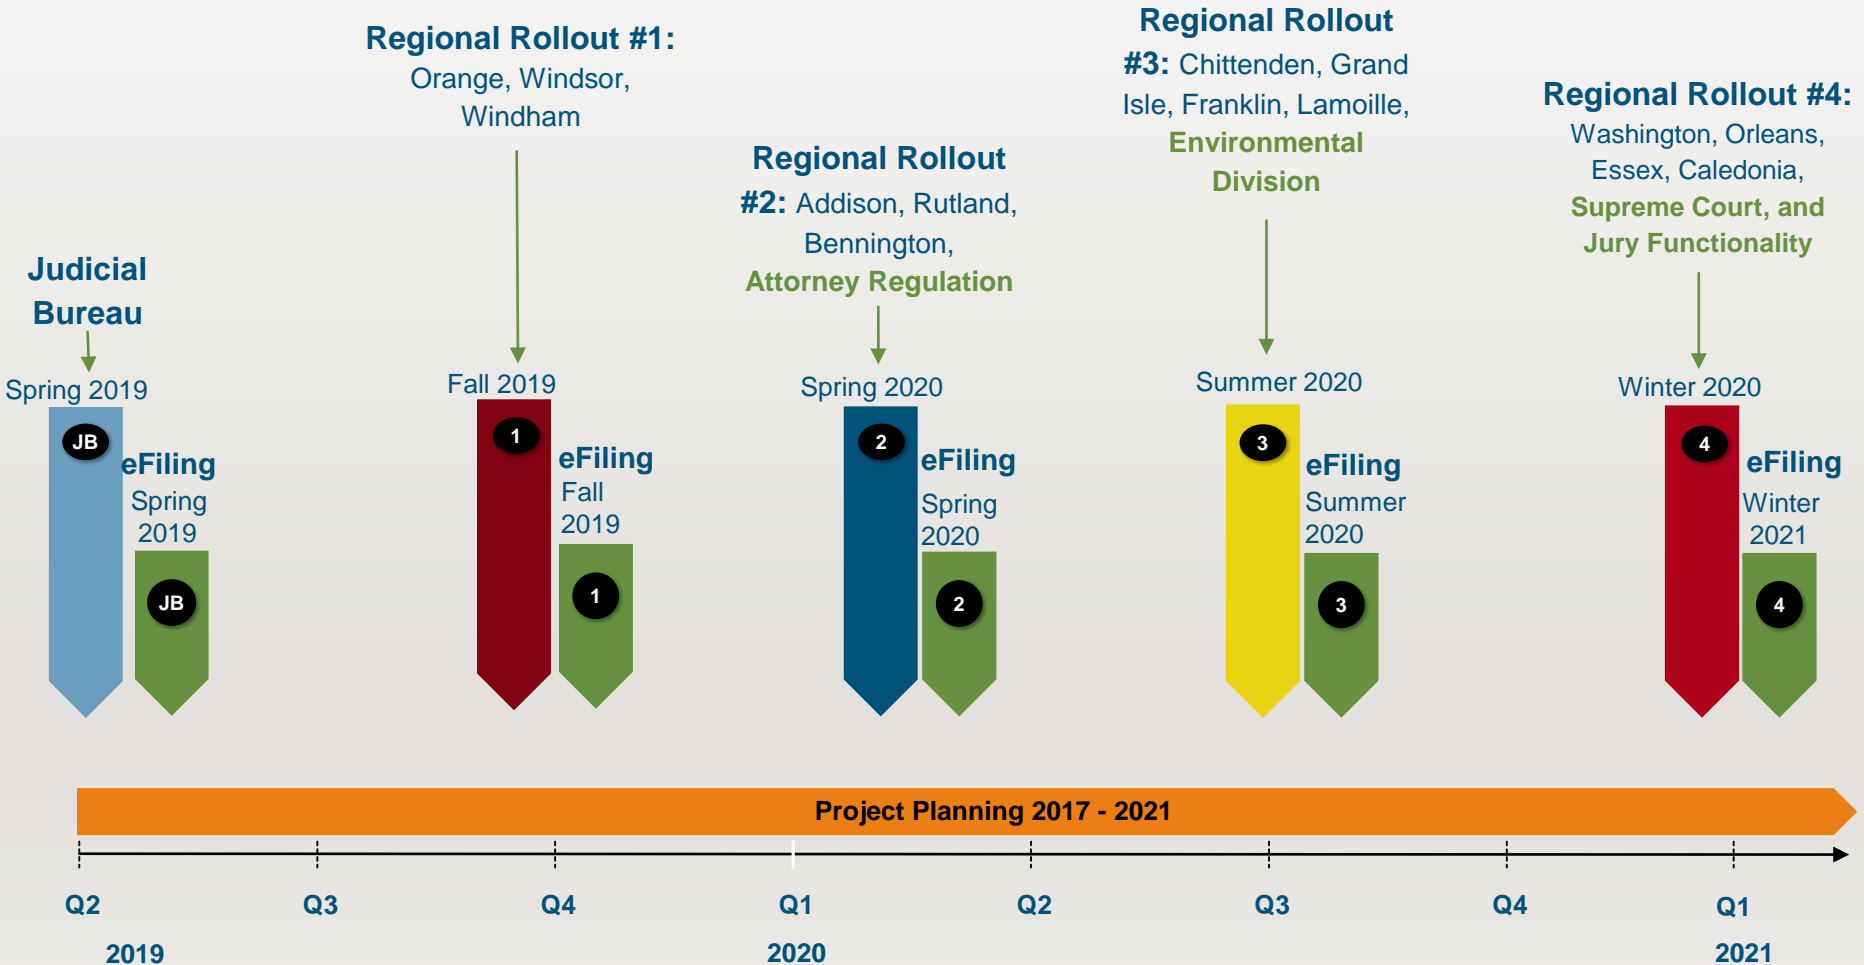 Judicial
Bureau
Spring 2019
JB
eFiling
Spring
2019
JB
Regional Rollout #1:
Orange, Windsor,
Windham
Fall 2019
1
eFiling
Fall
2019
1
Regional Rollout
#2: Addison, Rutland,
Bennington,
Attorney Regulation
Spring 2020
2
eFiling
Spring
2020
2
Regional Rollout
#3: Chittenden, Grand
Isle, Franklin, Lamoille,
Environmental
Division
Summer 2020
3
eFiling
Summer
2020
3
Regional Rollout #4:
Washington, Orleans,
Essex, Caledonia,
Supreme Court, and
Jury Functionality
Winter 2020
4
eFiling
Winter
2021
4
Project Planning 2017 - 2021
Q2 Q3 Q4 Q1 Q2 Q3 Q4 Q1
2019 2020 2021